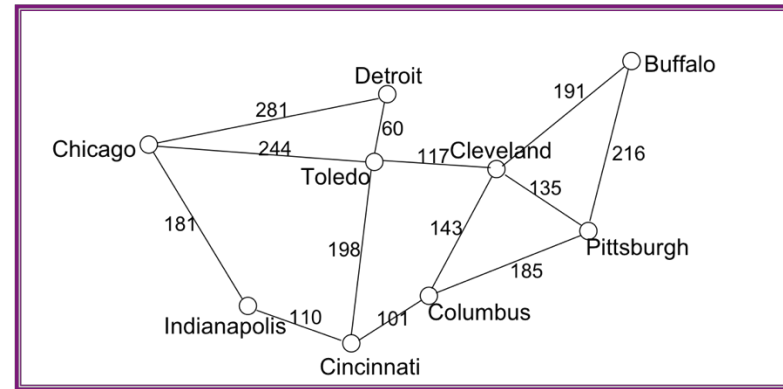 Buffalo
Detroit
191
281
60
216
Chicago
244
117
Cleveland
Toledo
135
181
198
143
Pittsburgh
185
Indianapolis
110
101
Columbus
Cincinnati